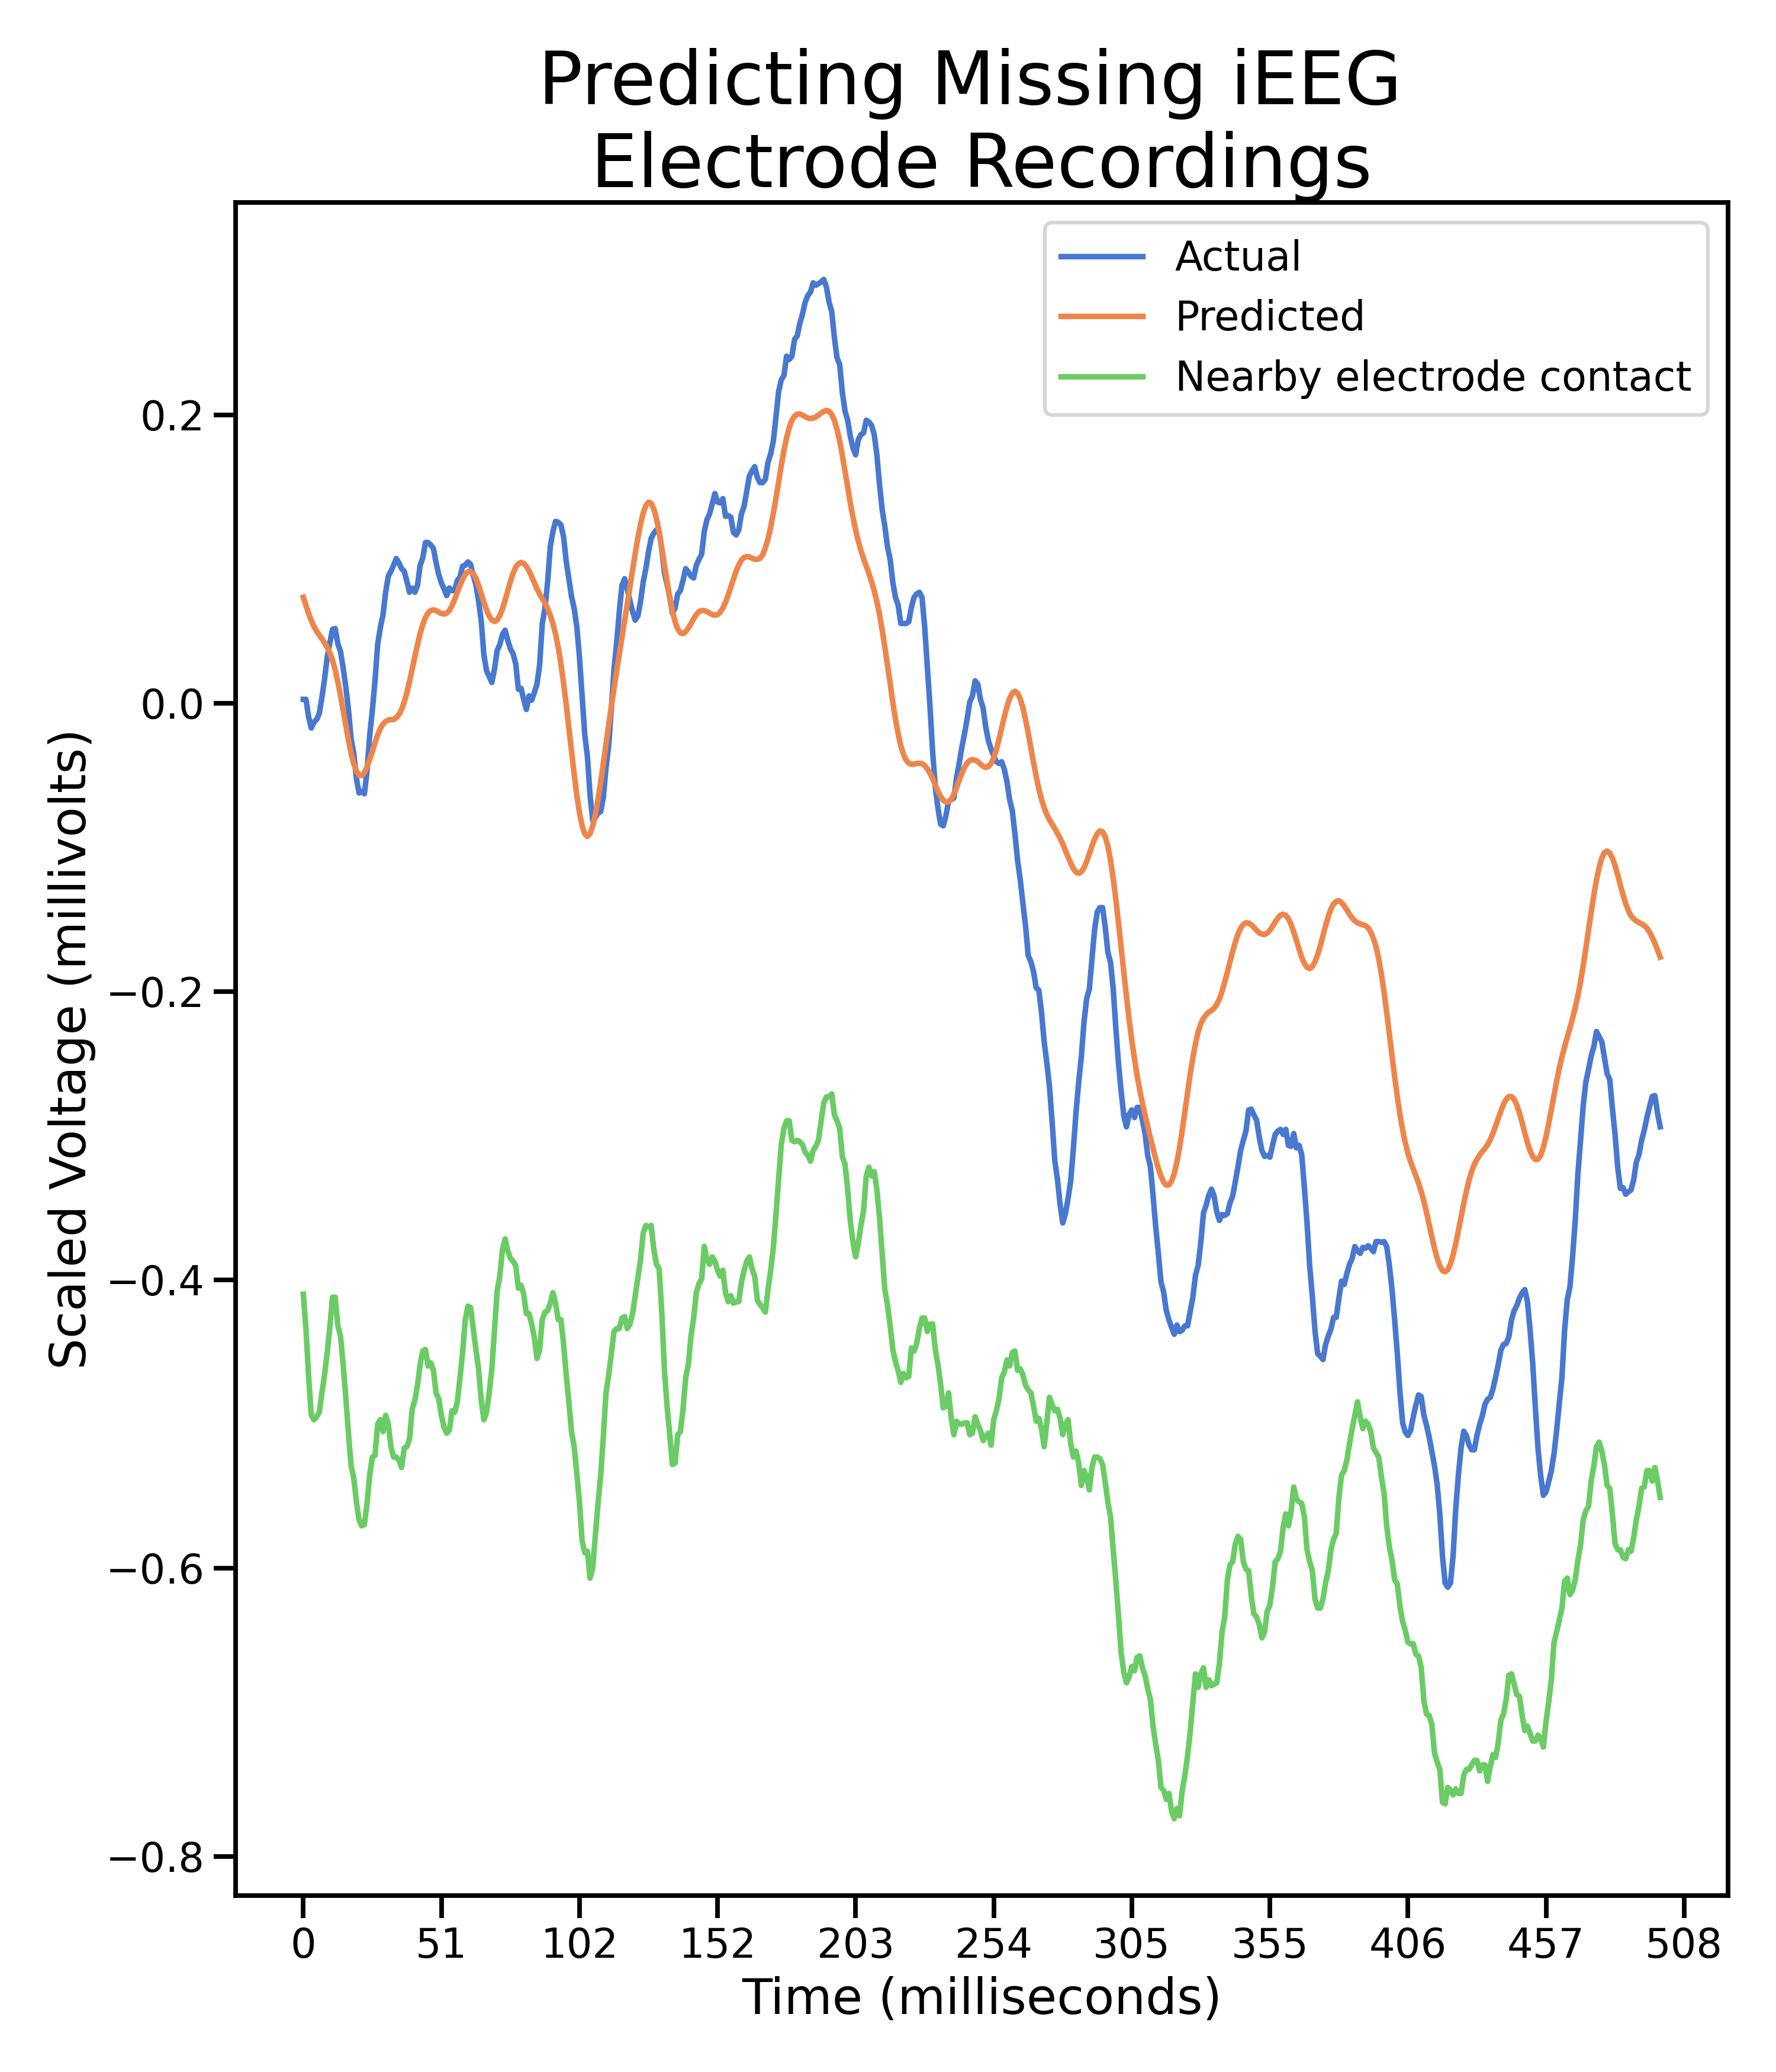 Predicting Missing iEEG
Electrode Recordings
Actual
Predicted
Nearby electrode contact
Scaled Voltage (millivolts)
0.2
0.0
−0.2
−0.4
−0.6
−0.8
0 51 102 152 203 254 305 355 406 457 508
Time (milliseconds)